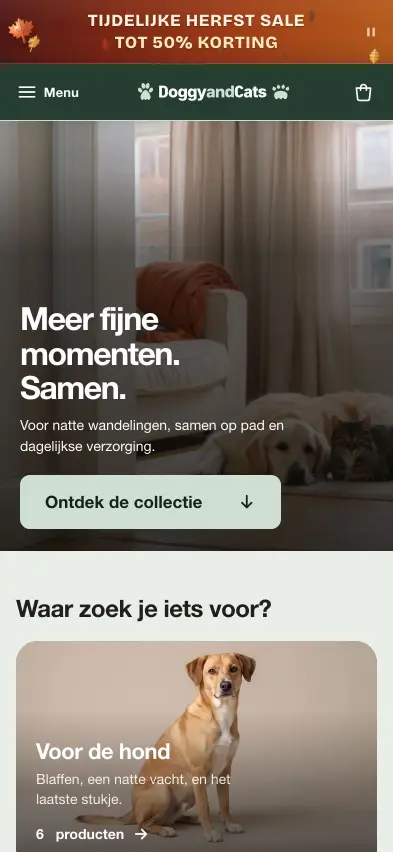 TIJDELIJKE HERFST SALE
TOT 50% KORTING
Menu
DoggyandCats
Meer fijne
momenten.
Samen.
Voor natte wandelingen, samen op pad en
dagelijkse verzorging.
Ontdek de collectie
Waar zoek je iets voor?
Voor de hond
Blaffen, een natte vacht, en het
laatste stukje.
6 producten